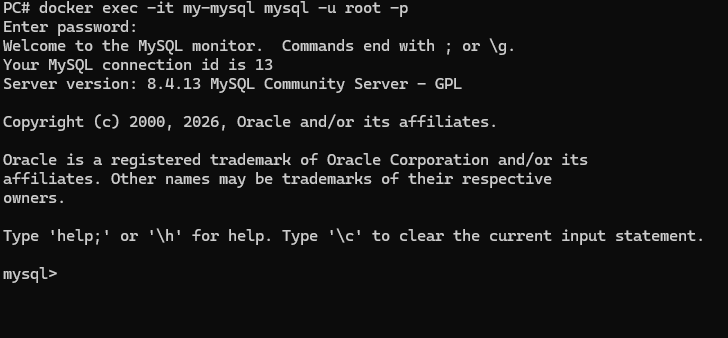 PC# docker exec -it my-mysql mysql -u root -p
Enter password:
Welcome to the MySQL monitor.  Commands end with ; or \g.
Your MySQL connection id is 13
Server version: 8.4.13 MySQL Community Server - GPL

Copyright (c) 2000, 2026, Oracle and/or its affiliates.

Oracle is a registered trademark of Oracle Corporation and/or its
affiliates. Other names may be trademarks of their respective
owners.

Type 'help;' or '\h' for help. Type '\c' to clear the current input statement.

mysql>